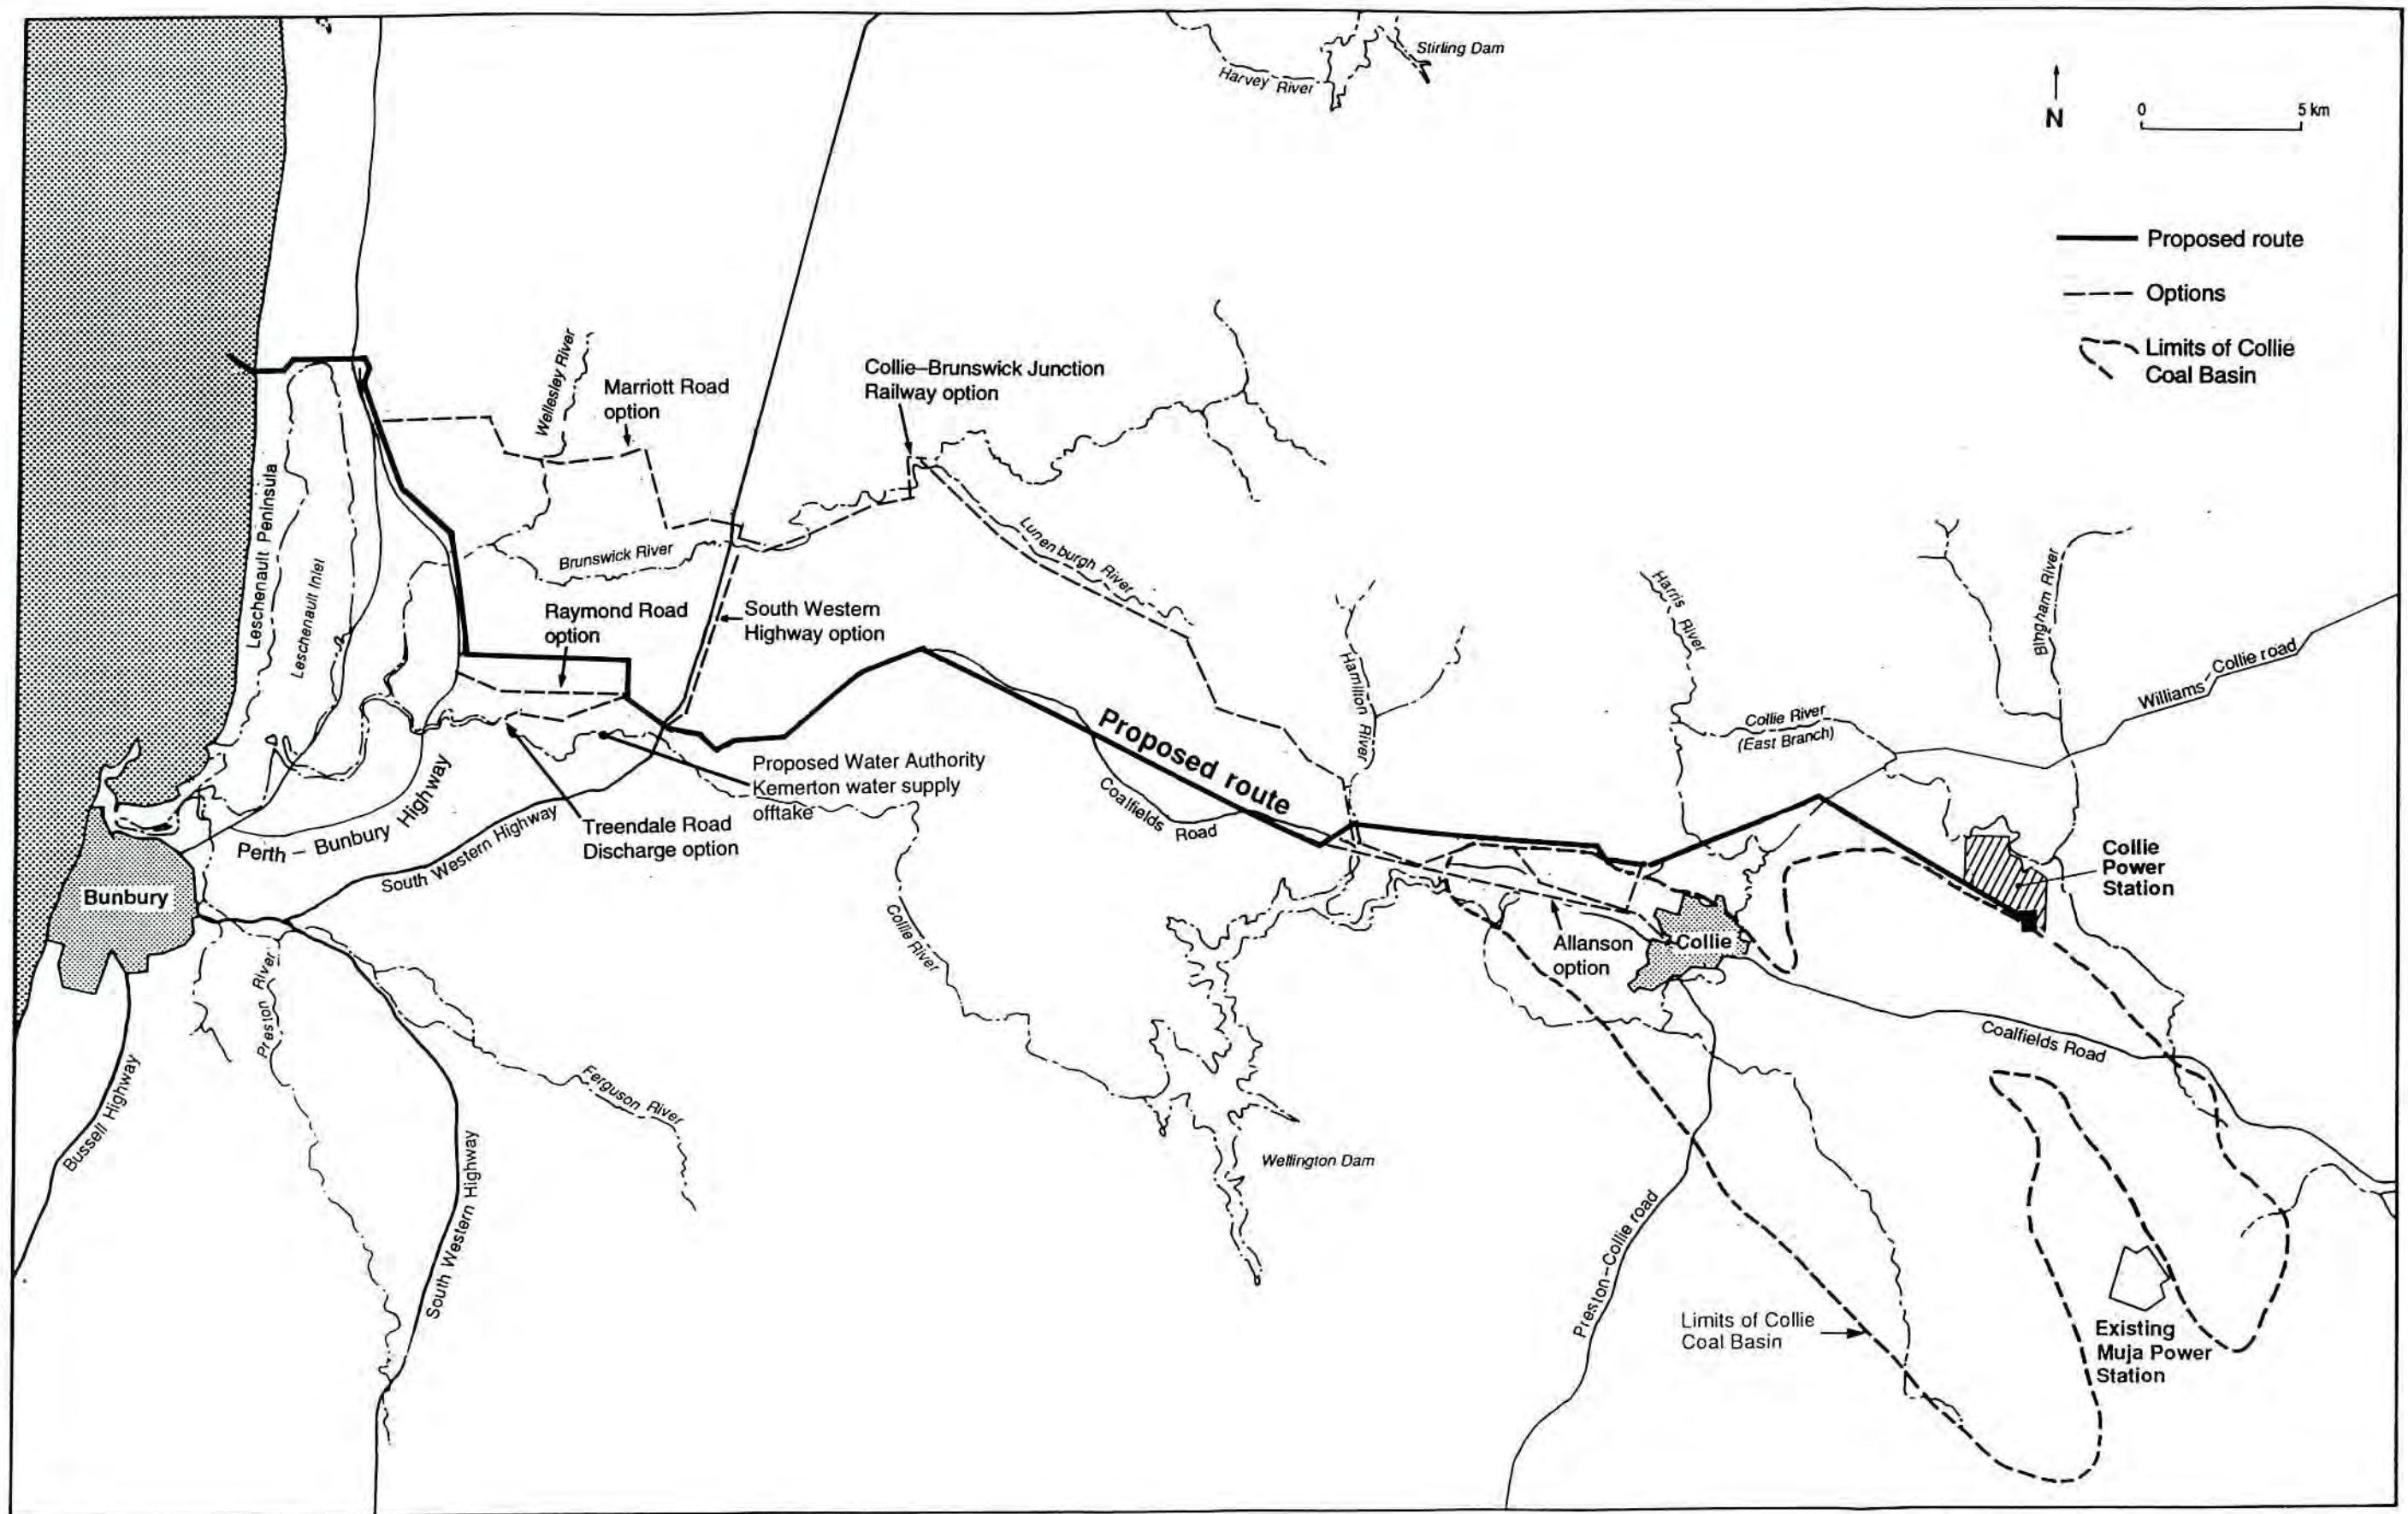 Stirling Dam
Harvey River
N
0 5 km
Proposed route
Options
Limits of Collie
Coal Basin
Wellesley River
Marriott Road
option
Collie–Brunswick Junction
Railway option
Leschenault Peninsula
Leschenault Inlet
Brunswick River
Lunenburgh River
Raymond Road
option
South Western
Highway option
Hamilton River
Harris River
Bingham River
Williams Collie road
Collie River
(East Branch)
Proposed route
Coalfields Road
Proposed Water Authority
Kemerton water supply
offtake
Perth – Bunbury Highway
South Western Highway
Treendale Road
Discharge option
Collie
Power
Station
Bunbury
Collie River
Allanson
option
Collie
Preston River
Coalfields Road
Bussell Highway
Ferguson River
South Western Highway
Wellington Dam
Preston–Collie road
Limits of Collie
Coal Basin
Existing
Muja Power
Station